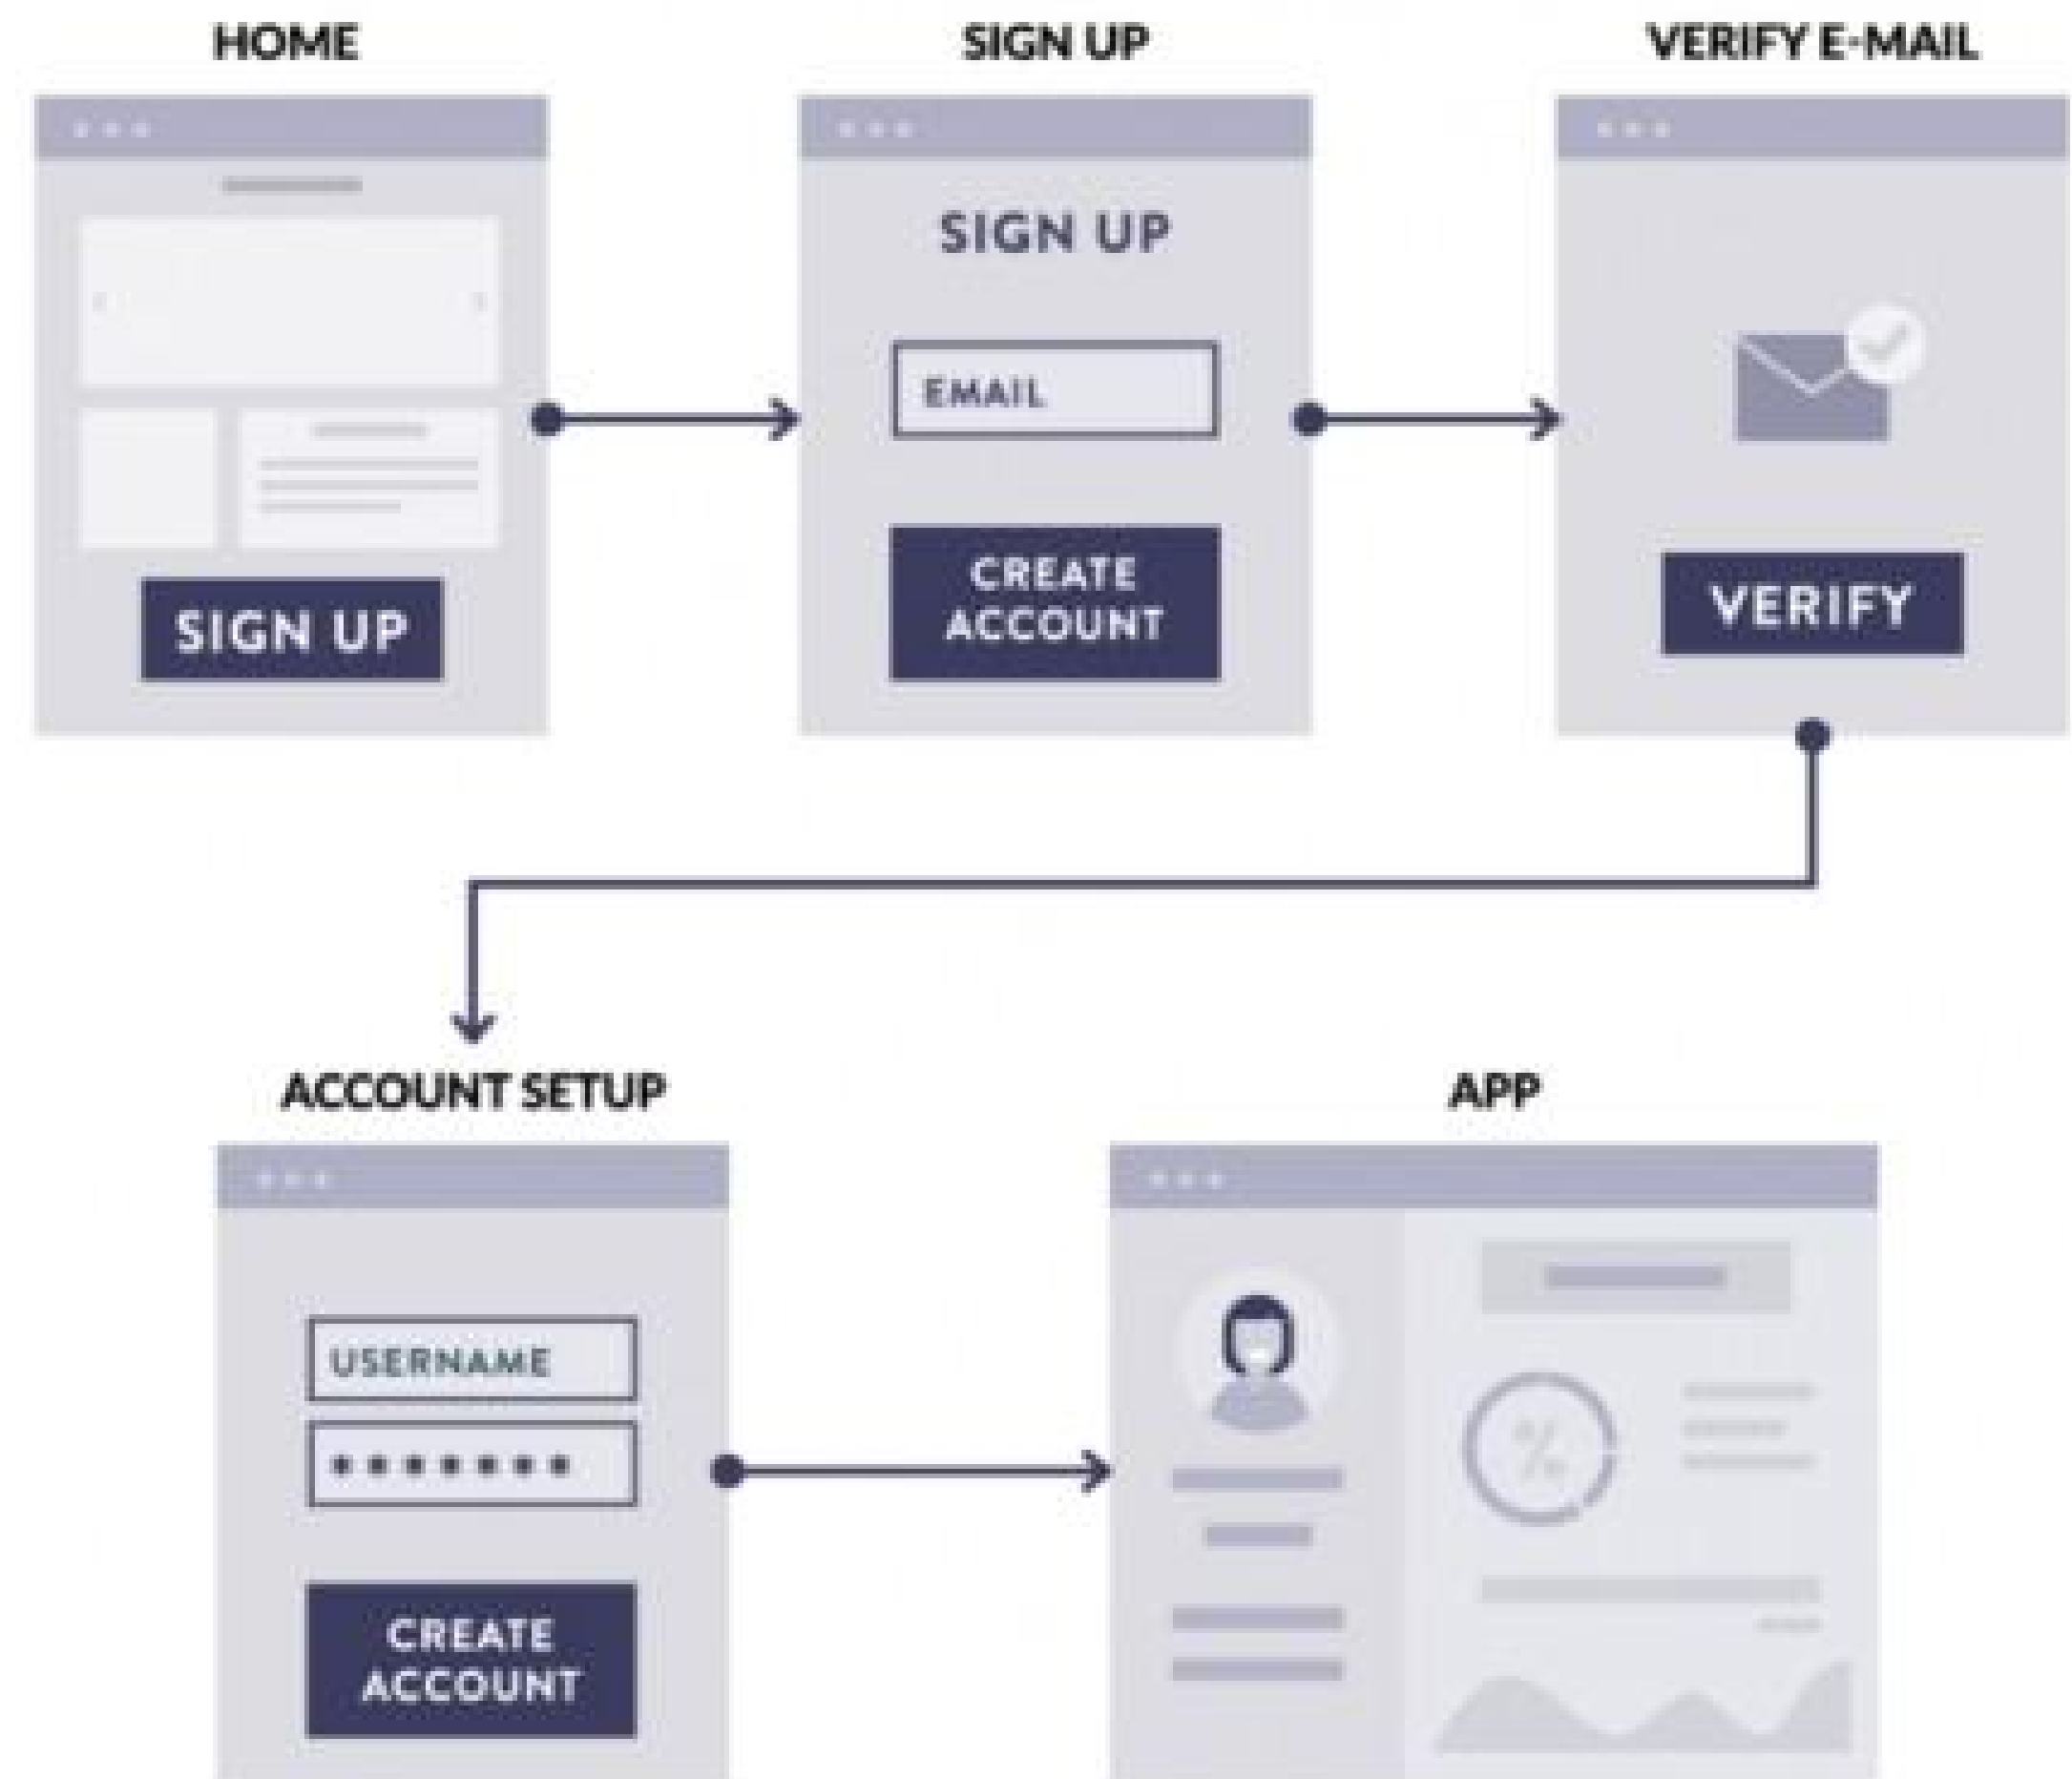 HOME
SIGN UP
VERIFY E-MAIL
SIGN UP
EMAIL
CREATE
ACCOUNT
SIGN UP
VERIFY
ACCOUNT SETUP
APP
USERNAME
•••••••
CREATE
ACCOUNT
%